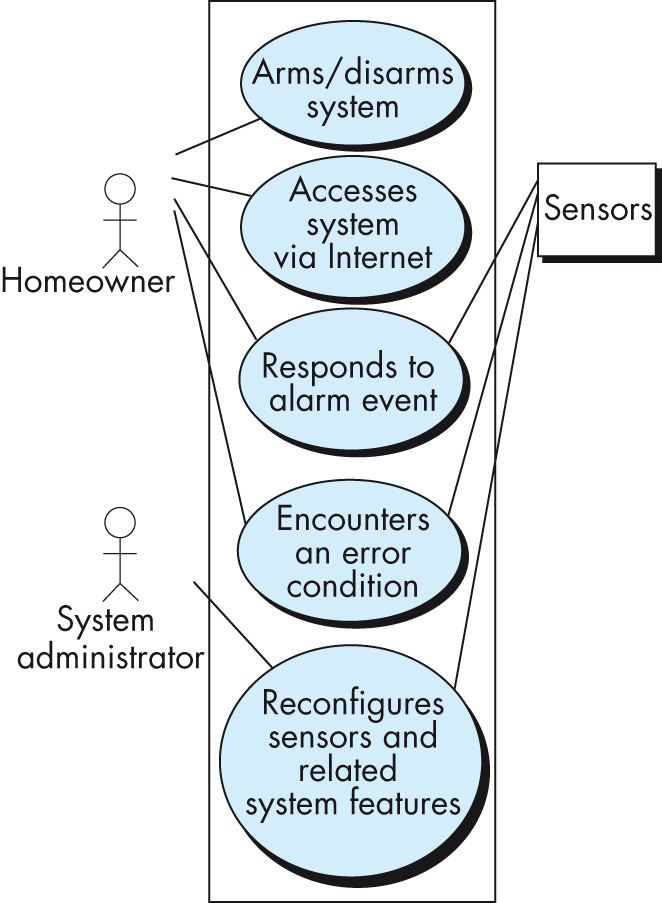 Arms/disarms
system
Accesses
system
via Internet
Sensors
Homeowner
Responds to
alarm event
Encounters
an error
condition
System
administrator
Reconfigures
sensors and
related
system features